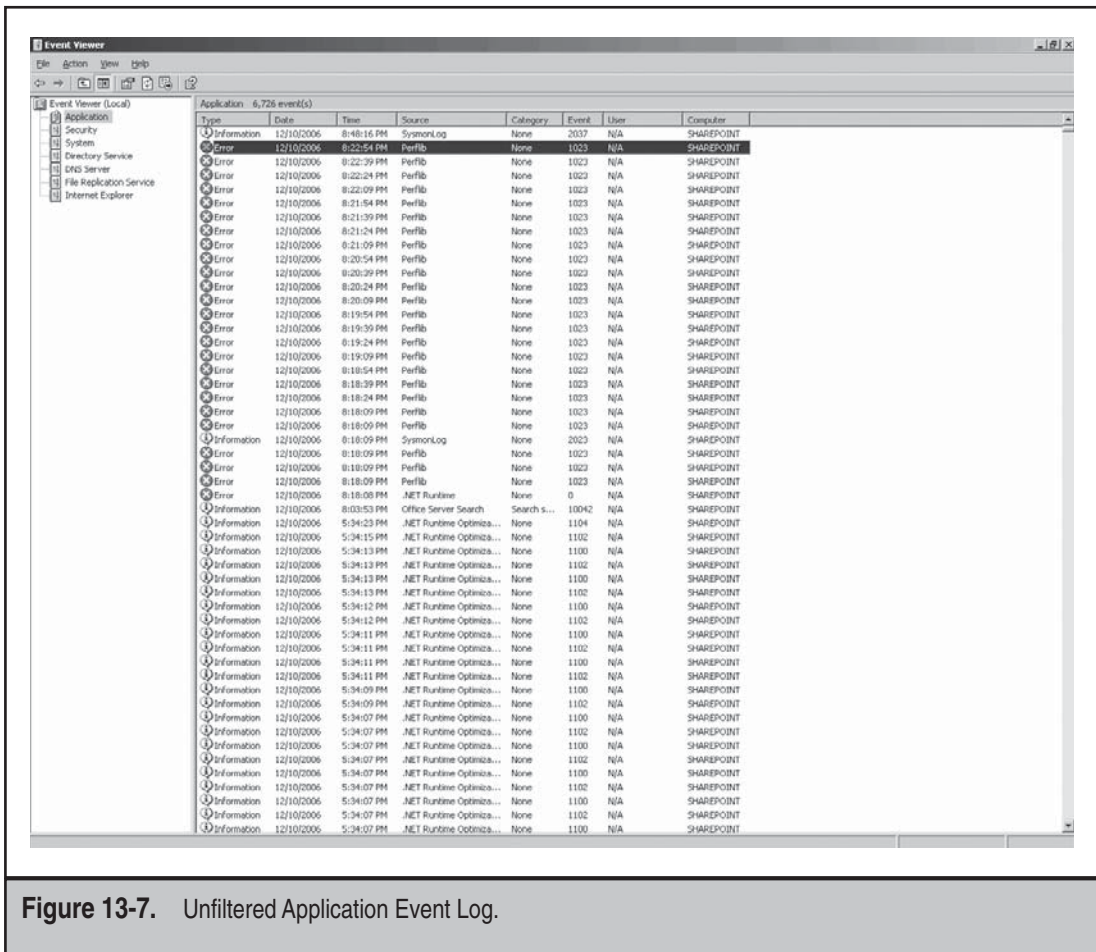 Event Viewer
File Action View Help
Event Viewer (Local)
Application
Security
System
Directory Service
DNS Server
File Replication Service
Internet Explorer
Application 6,726 event(s)
Type Date Time Source Category Event User Computer
Information 12/10/2006 8:48:16 PM SysmonLog None 2037 N/A SHAREPOINT
Error 12/10/2006 8:22:54 PM Perflib None 1023 N/A SHAREPOINT
Error 12/10/2006 8:22:39 PM Perflib None 1023 N/A SHAREPOINT
Error 12/10/2006 8:22:24 PM Perflib None 1023 N/A SHAREPOINT
Error 12/10/2006 8:22:09 PM Perflib None 1023 N/A SHAREPOINT
Error 12/10/2006 8:21:54 PM Perflib None 1023 N/A SHAREPOINT
Error 12/10/2006 8:21:39 PM Perflib None 1023 N/A SHAREPOINT
Error 12/10/2006 8:21:24 PM Perflib None 1023 N/A SHAREPOINT
Error 12/10/2006 8:21:09 PM Perflib None 1023 N/A SHAREPOINT
Error 12/10/2006 8:20:54 PM Perflib None 1023 N/A SHAREPOINT
Error 12/10/2006 8:20:39 PM Perflib None 1023 N/A SHAREPOINT
Error 12/10/2006 8:20:24 PM Perflib None 1023 N/A SHAREPOINT
Error 12/10/2006 8:20:09 PM Perflib None 1023 N/A SHAREPOINT
Error 12/10/2006 8:19:54 PM Perflib None 1023 N/A SHAREPOINT
Error 12/10/2006 8:19:39 PM Perflib None 1023 N/A SHAREPOINT
Error 12/10/2006 8:19:24 PM Perflib None 1023 N/A SHAREPOINT
Error 12/10/2006 8:19:09 PM Perflib None 1023 N/A SHAREPOINT
Error 12/10/2006 8:18:54 PM Perflib None 1023 N/A SHAREPOINT
Error 12/10/2006 8:18:39 PM Perflib None 1023 N/A SHAREPOINT
Error 12/10/2006 8:18:24 PM Perflib None 1023 N/A SHAREPOINT
Error 12/10/2006 8:18:09 PM Perflib None 1023 N/A SHAREPOINT
Error 12/10/2006 8:18:09 PM Perflib None 1023 N/A SHAREPOINT
Information 12/10/2006 8:18:09 PM SysmonLog None 2023 N/A SHAREPOINT
Error 12/10/2006 8:18:09 PM Perflib None 1023 N/A SHAREPOINT
Error 12/10/2006 8:18:09 PM Perflib None 1023 N/A SHAREPOINT
Error 12/10/2006 8:18:09 PM Perflib None 1023 N/A SHAREPOINT
Error 12/10/2006 8:18:08 PM .NET Runtime None 0 N/A SHAREPOINT
Information 12/10/2006 8:03:53 PM Office Server Search Search s... 10042 N/A SHAREPOINT
Information 12/10/2006 5:34:23 PM .NET Runtime Optimiza... None 1104 N/A SHAREPOINT
Information 12/10/2006 5:34:15 PM .NET Runtime Optimiza... None 1102 N/A SHAREPOINT
Information 12/10/2006 5:34:13 PM .NET Runtime Optimiza... None 1100 N/A SHAREPOINT
Information 12/10/2006 5:34:13 PM .NET Runtime Optimiza... None 1102 N/A SHAREPOINT
Information 12/10/2006 5:34:13 PM .NET Runtime Optimiza... None 1100 N/A SHAREPOINT
Information 12/10/2006 5:34:13 PM .NET Runtime Optimiza... None 1102 N/A SHAREPOINT
Information 12/10/2006 5:34:12 PM .NET Runtime Optimiza... None 1100 N/A SHAREPOINT
Information 12/10/2006 5:34:12 PM .NET Runtime Optimiza... None 1102 N/A SHAREPOINT
Information 12/10/2006 5:34:11 PM .NET Runtime Optimiza... None 1100 N/A SHAREPOINT
Information 12/10/2006 5:34:11 PM .NET Runtime Optimiza... None 1102 N/A SHAREPOINT
Information 12/10/2006 5:34:11 PM .NET Runtime Optimiza... None 1100 N/A SHAREPOINT
Information 12/10/2006 5:34:11 PM .NET Runtime Optimiza... None 1102 N/A SHAREPOINT
Information 12/10/2006 5:34:09 PM .NET Runtime Optimiza... None 1100 N/A SHAREPOINT
Information 12/10/2006 5:34:09 PM .NET Runtime Optimiza... None 1102 N/A SHAREPOINT
Information 12/10/2006 5:34:07 PM .NET Runtime Optimiza... None 1100 N/A SHAREPOINT
Information 12/10/2006 5:34:07 PM .NET Runtime Optimiza... None 1102 N/A SHAREPOINT
Information 12/10/2006 5:34:07 PM .NET Runtime Optimiza... None 1100 N/A SHAREPOINT
Information 12/10/2006 5:34:07 PM .NET Runtime Optimiza... None 1102 N/A SHAREPOINT
Information 12/10/2006 5:34:07 PM .NET Runtime Optimiza... None 1100 N/A SHAREPOINT
Information 12/10/2006 5:34:07 PM .NET Runtime Optimiza... None 1102 N/A SHAREPOINT
Information 12/10/2006 5:34:07 PM .NET Runtime Optimiza... None 1100 N/A SHAREPOINT
Information 12/10/2006 5:34:07 PM .NET Runtime Optimiza... None 1102 N/A SHAREPOINT
Information 12/10/2006 5:34:07 PM .NET Runtime Optimiza... None 1100 N/A SHAREPOINT
Figure 13-7. Unfiltered Application Event Log.